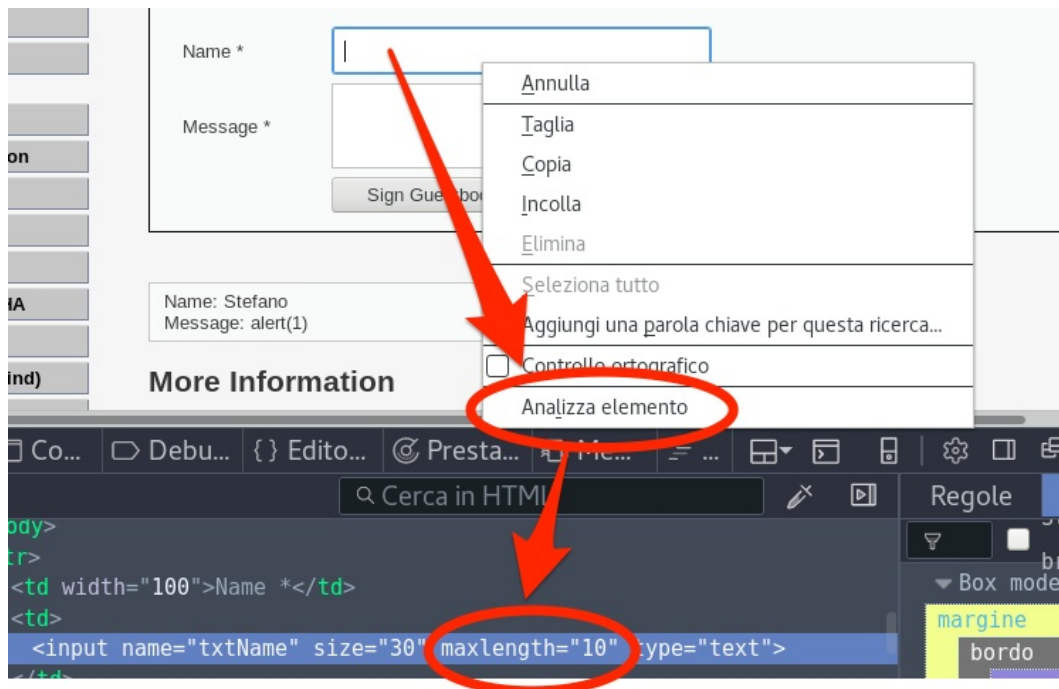 Name *
Annulla
Message *
Taglia
on
Copia
Sign
Incolla
Elimina
Seleziona tutto
HA
Name: Stefano
Message: alert(1)
Aggiungi una parola chiave per questa ricerca...
ind)
More Information
Controllo ortografico
Analizza elemento
Co... Debu... {} Edito... Presta... ...
Cerca in HTML
Regole
body>
tr>
<td width="100">Name *</td>
Box mode
<td>
margine
<input name="txtName" size="30" maxlength="10" type="text">
bordo
</td>